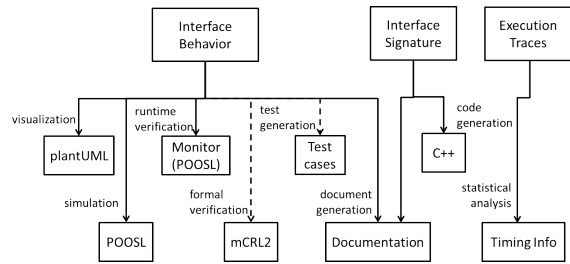 Interface
Behavior
Interface
Signature
Execution
Traces
visualization
runtime
verification
test
generation
code
generation
plantUML
Monitor
(POOSL)
Test
cases
C++
simulation
formal
verification
document
generation
statistical
analysis
POOSL
mCRL2
Documentation
Timing Info